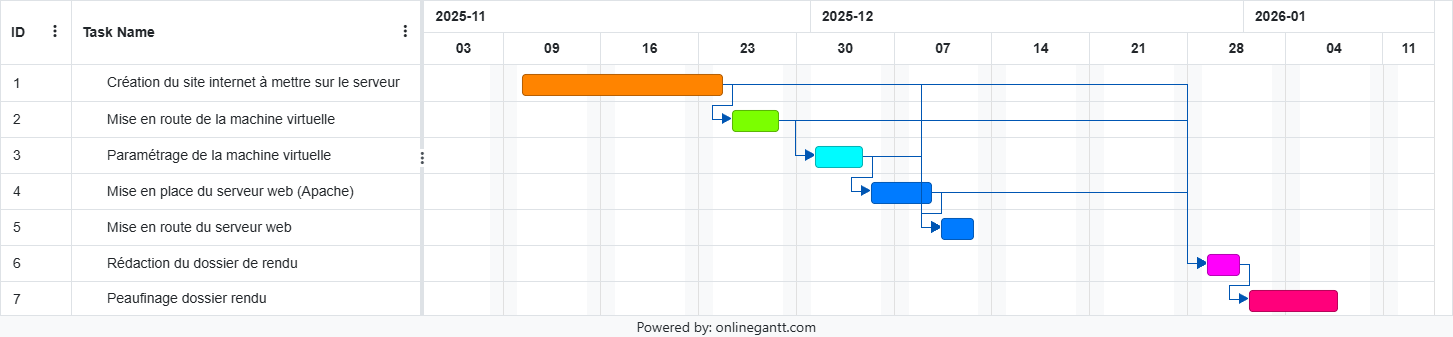 ID
Task Name
2025-11
2025-12
2026-01
03 09 16 23 30 07 14 21 28 04 11
1 Création du site internet à mettre sur le serveur
2 Mise en route de la machine virtuelle
3 Paramétrage de la machine virtuelle
4 Mise en place du serveur web (Apache)
5 Mise en route du serveur web
6 Rédaction du dossier de rendu
7 Peaufinage dossier rendu
Powered by: onlinegantt.com